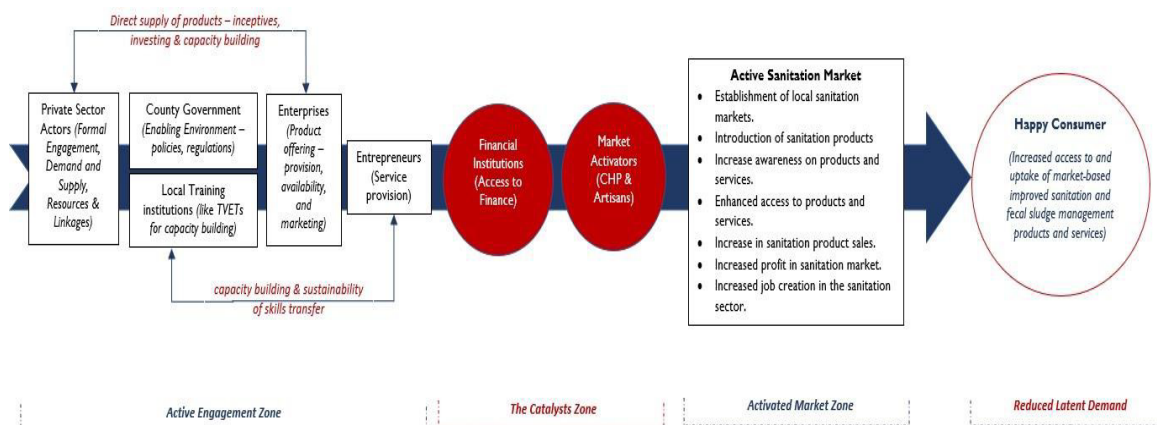 Direct supply of products – inceptives,
investing & capacity building
Private Sector
Actors (Formal
Engagement,
Demand and
Supply,
Resources &
Linkages)
County Government
(Enabling Environment –
policies, regulations)
Local Training
institutions (like TVETs
for capacity building)
Enterprises
(Product
offering –
provision,
availability,
and
marketing)
Entrepreneurs
(Service
provision)
capacity building & sustainability
of skills transfer
Financial
Institutions
(Access to
Finance)
Market
Activators
(CHP &
Artisans)
Active Sanitation Market
• Establishment of local sanitation
markets.
• Introduction of sanitation products
• Increase awareness on products and
services.
• Enhanced access to products and
services.
• Increase in sanitation product sales.
• Increased profit in sanitation market.
• Increased job creation in the sanitation
sector.
Happy Consumer
(Increased access to and
uptake of market-based
improved sanitation and
fecal sludge management
products and services)
Active Engagement Zone
The Catalysts Zone
Activated Market Zone
Reduced Latent Demand